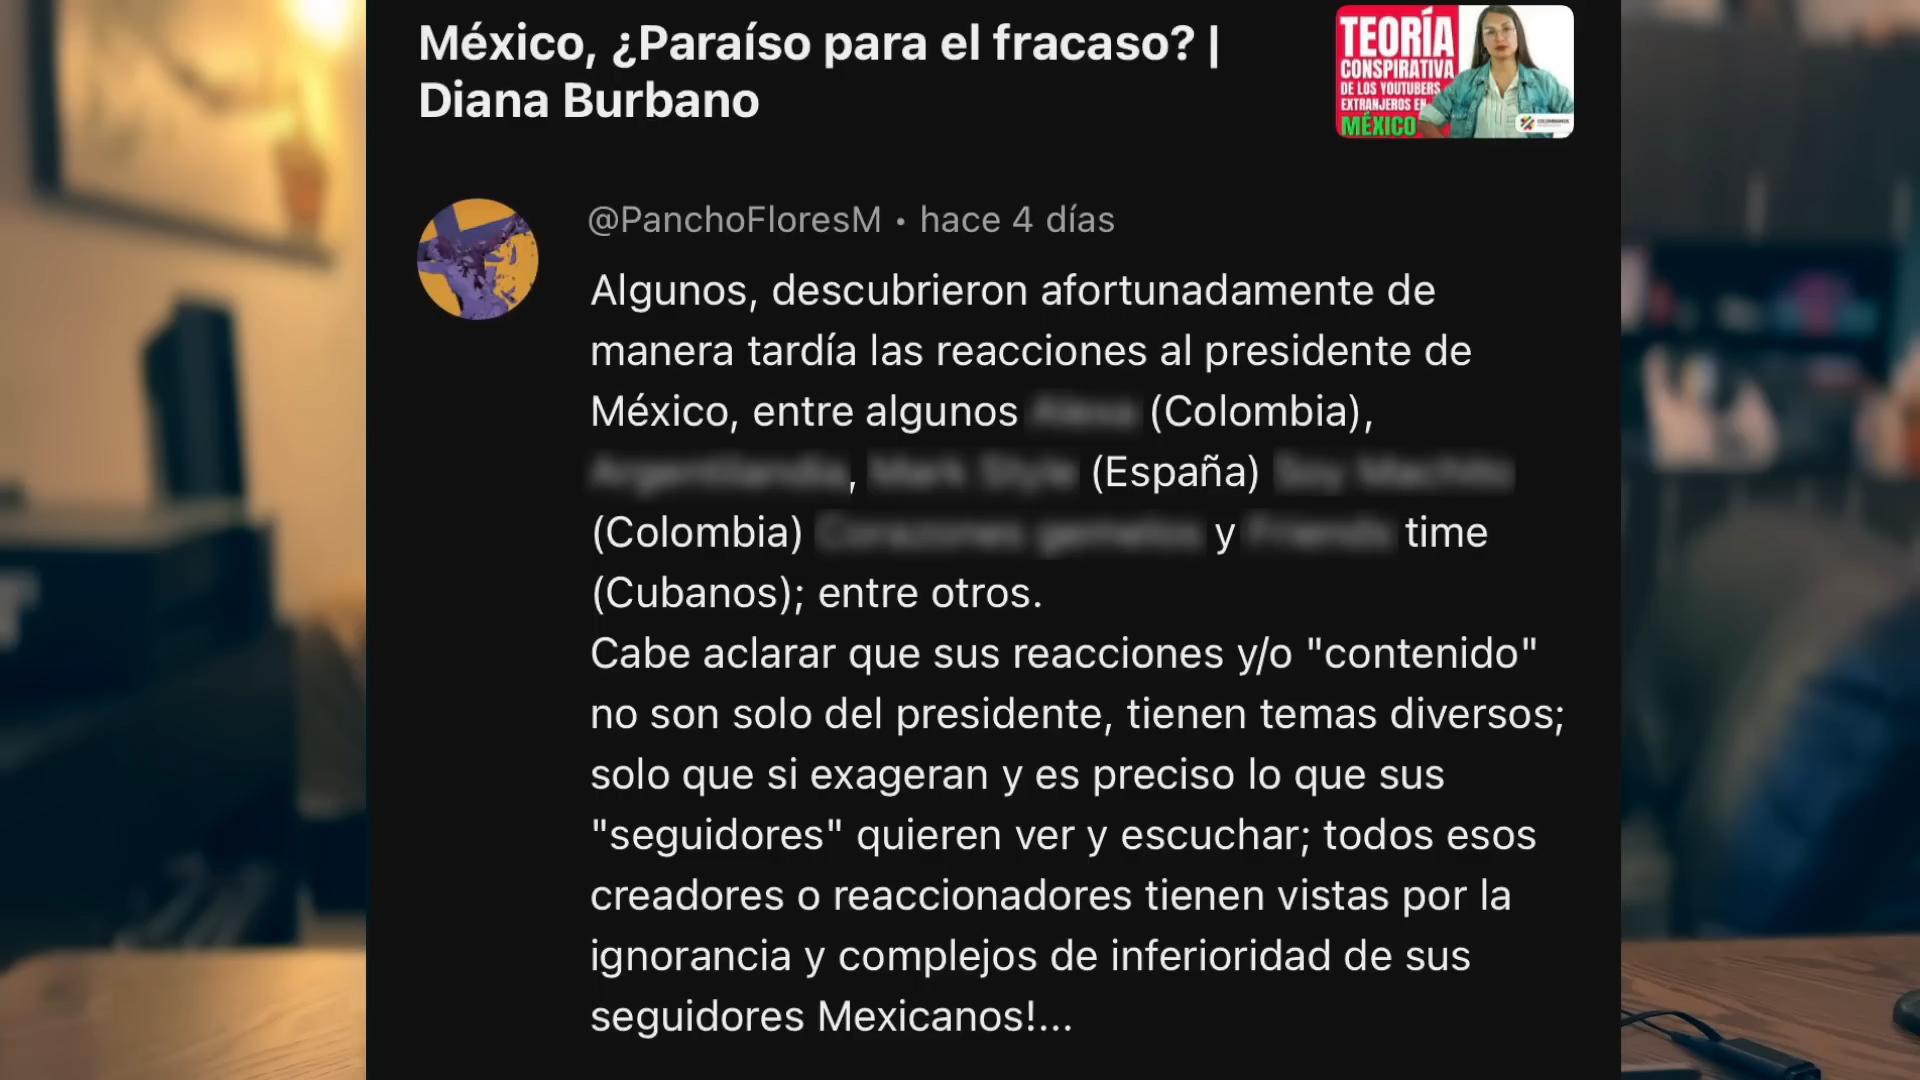 México, ¿Paraíso para el fracaso? |
Diana Burbano
TEORÍA
CONSPIRATIVA
DE LOS YOUTUBERS
EXTRANJEROS EN
MÉXICO
@PanchoFloresM • hace 4 días
Algunos, descubrieron afortunadamente de
manera tardía las reacciones al presidente de
México, entre algunos (Colombia),
, (España)
(Colombia) y time
(Cubanos); entre otros.
Cabe aclarar que sus reacciones y/o "contenido"
no son solo del presidente, tienen temas diversos;
solo que si exageran y es preciso lo que sus
"seguidores" quieren ver y escuchar; todos esos
creadores o reaccionadores tienen vistas por la
ignorancia y complejos de inferioridad de sus
seguidores Mexicanos!...